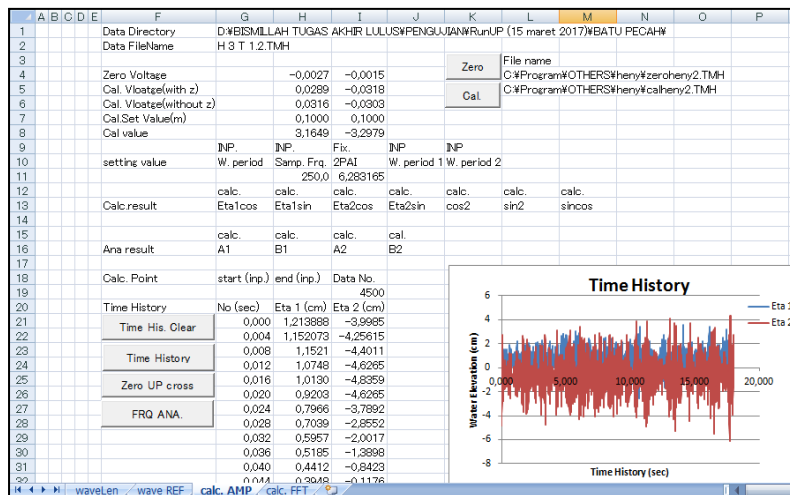 A B C D E F G H I J K L M N O P
1 Data Directory D:¥BISMILLAH TUGAS AKHIR LULUS¥PENGUJIAN¥RunUP (15 maret 2017)¥BATU PECAH¥
2 Data FileName H 3 T 1.2.TMH
3 Zero File name
4 Zero Voltage -0,0027 -0,0015 C:¥Program¥OTHERS¥heny¥zeroheny2.TMH
5 Cal. Vloatge(with z) 0,0289 -0,0318 Cal. C:¥Program¥OTHERS¥heny¥calheny2.TMH
6 Cal. Vloatge(without z) 0,0316 -0,0303
7 Cal.Set Value(m) 0,1000 0,1000
8 Cal value 3,1649 -3,2979
9 INP. INP. Fix. INP INP
10 setting value W. period Samp. Frq. 2PAI W. period 1 W. period 2
11 250,0 6,283165
12 calc. calc. calc. calc. calc. calc. calc.
13 Calc.result Eta1cos Eta1sin Eta2cos Eta2sin cos2 sin2 sincos
14
15 calc. calc. calc. cal.
16 Ana result A1 B1 A2 B2
17
18 Calc. Point start (inp.) end (inp.) Data No.
19 4500
20 Time History No (sec) Eta 1 (cm) Eta 2 (cm)
21 Time His. Clear 0,000 1,213888 -3,9985
22 0,004 1,152073 -4,25615
23 Time History 0,008 1,1521 -4,4011
24 0,012 1,0748 -4,6265
25 Zero UP cross 0,016 1,0130 -4,8359
26 0,020 0,9203 -4,6265
27 FRQ ANA. 0,024 0,7966 -3,7892
28 0,028 0,7039 -2,8552
29 0,032 0,5957 -2,0017
30 0,036 0,5185 -1,3898
31 0,040 0,4412 -0,8423
0,044 0,3948 -0,1176
Time History
Water Elevation (cm)
6
4
2
0
-2
-4
-6
-8
0,000 5,000 10,000 15,000 20,000
Time History (sec)
Eta 1
Eta 2
waveLen wave REF calc. AMP calc. FFT